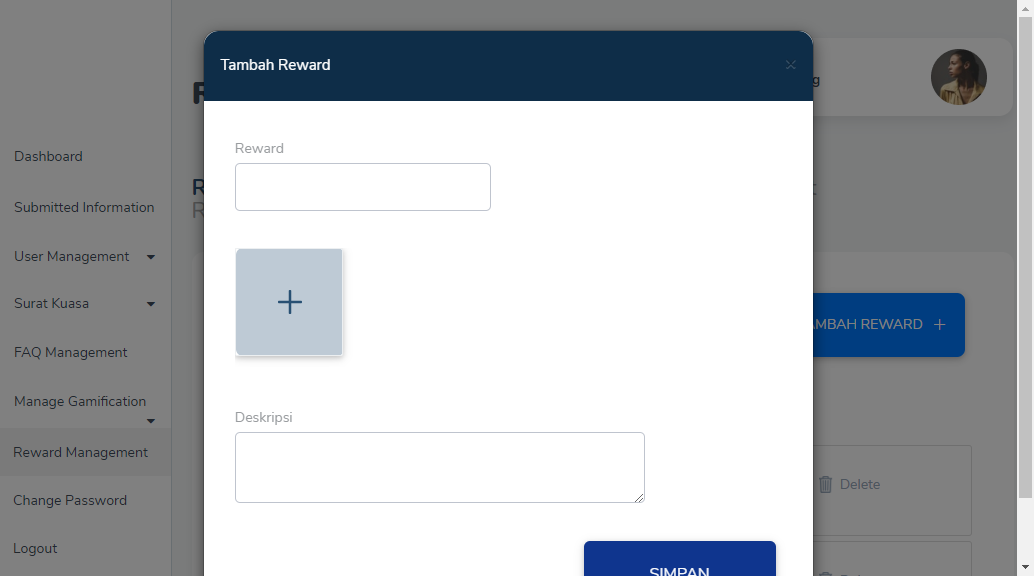 Tambah Reward
Dashboard
Submitted Information
User Management
Surat Kuasa
FAQ Management
Manage Gamification
Reward Management
Change Password
Logout
Reward
Deskripsi
SIMPAN
REWARD +
Delete